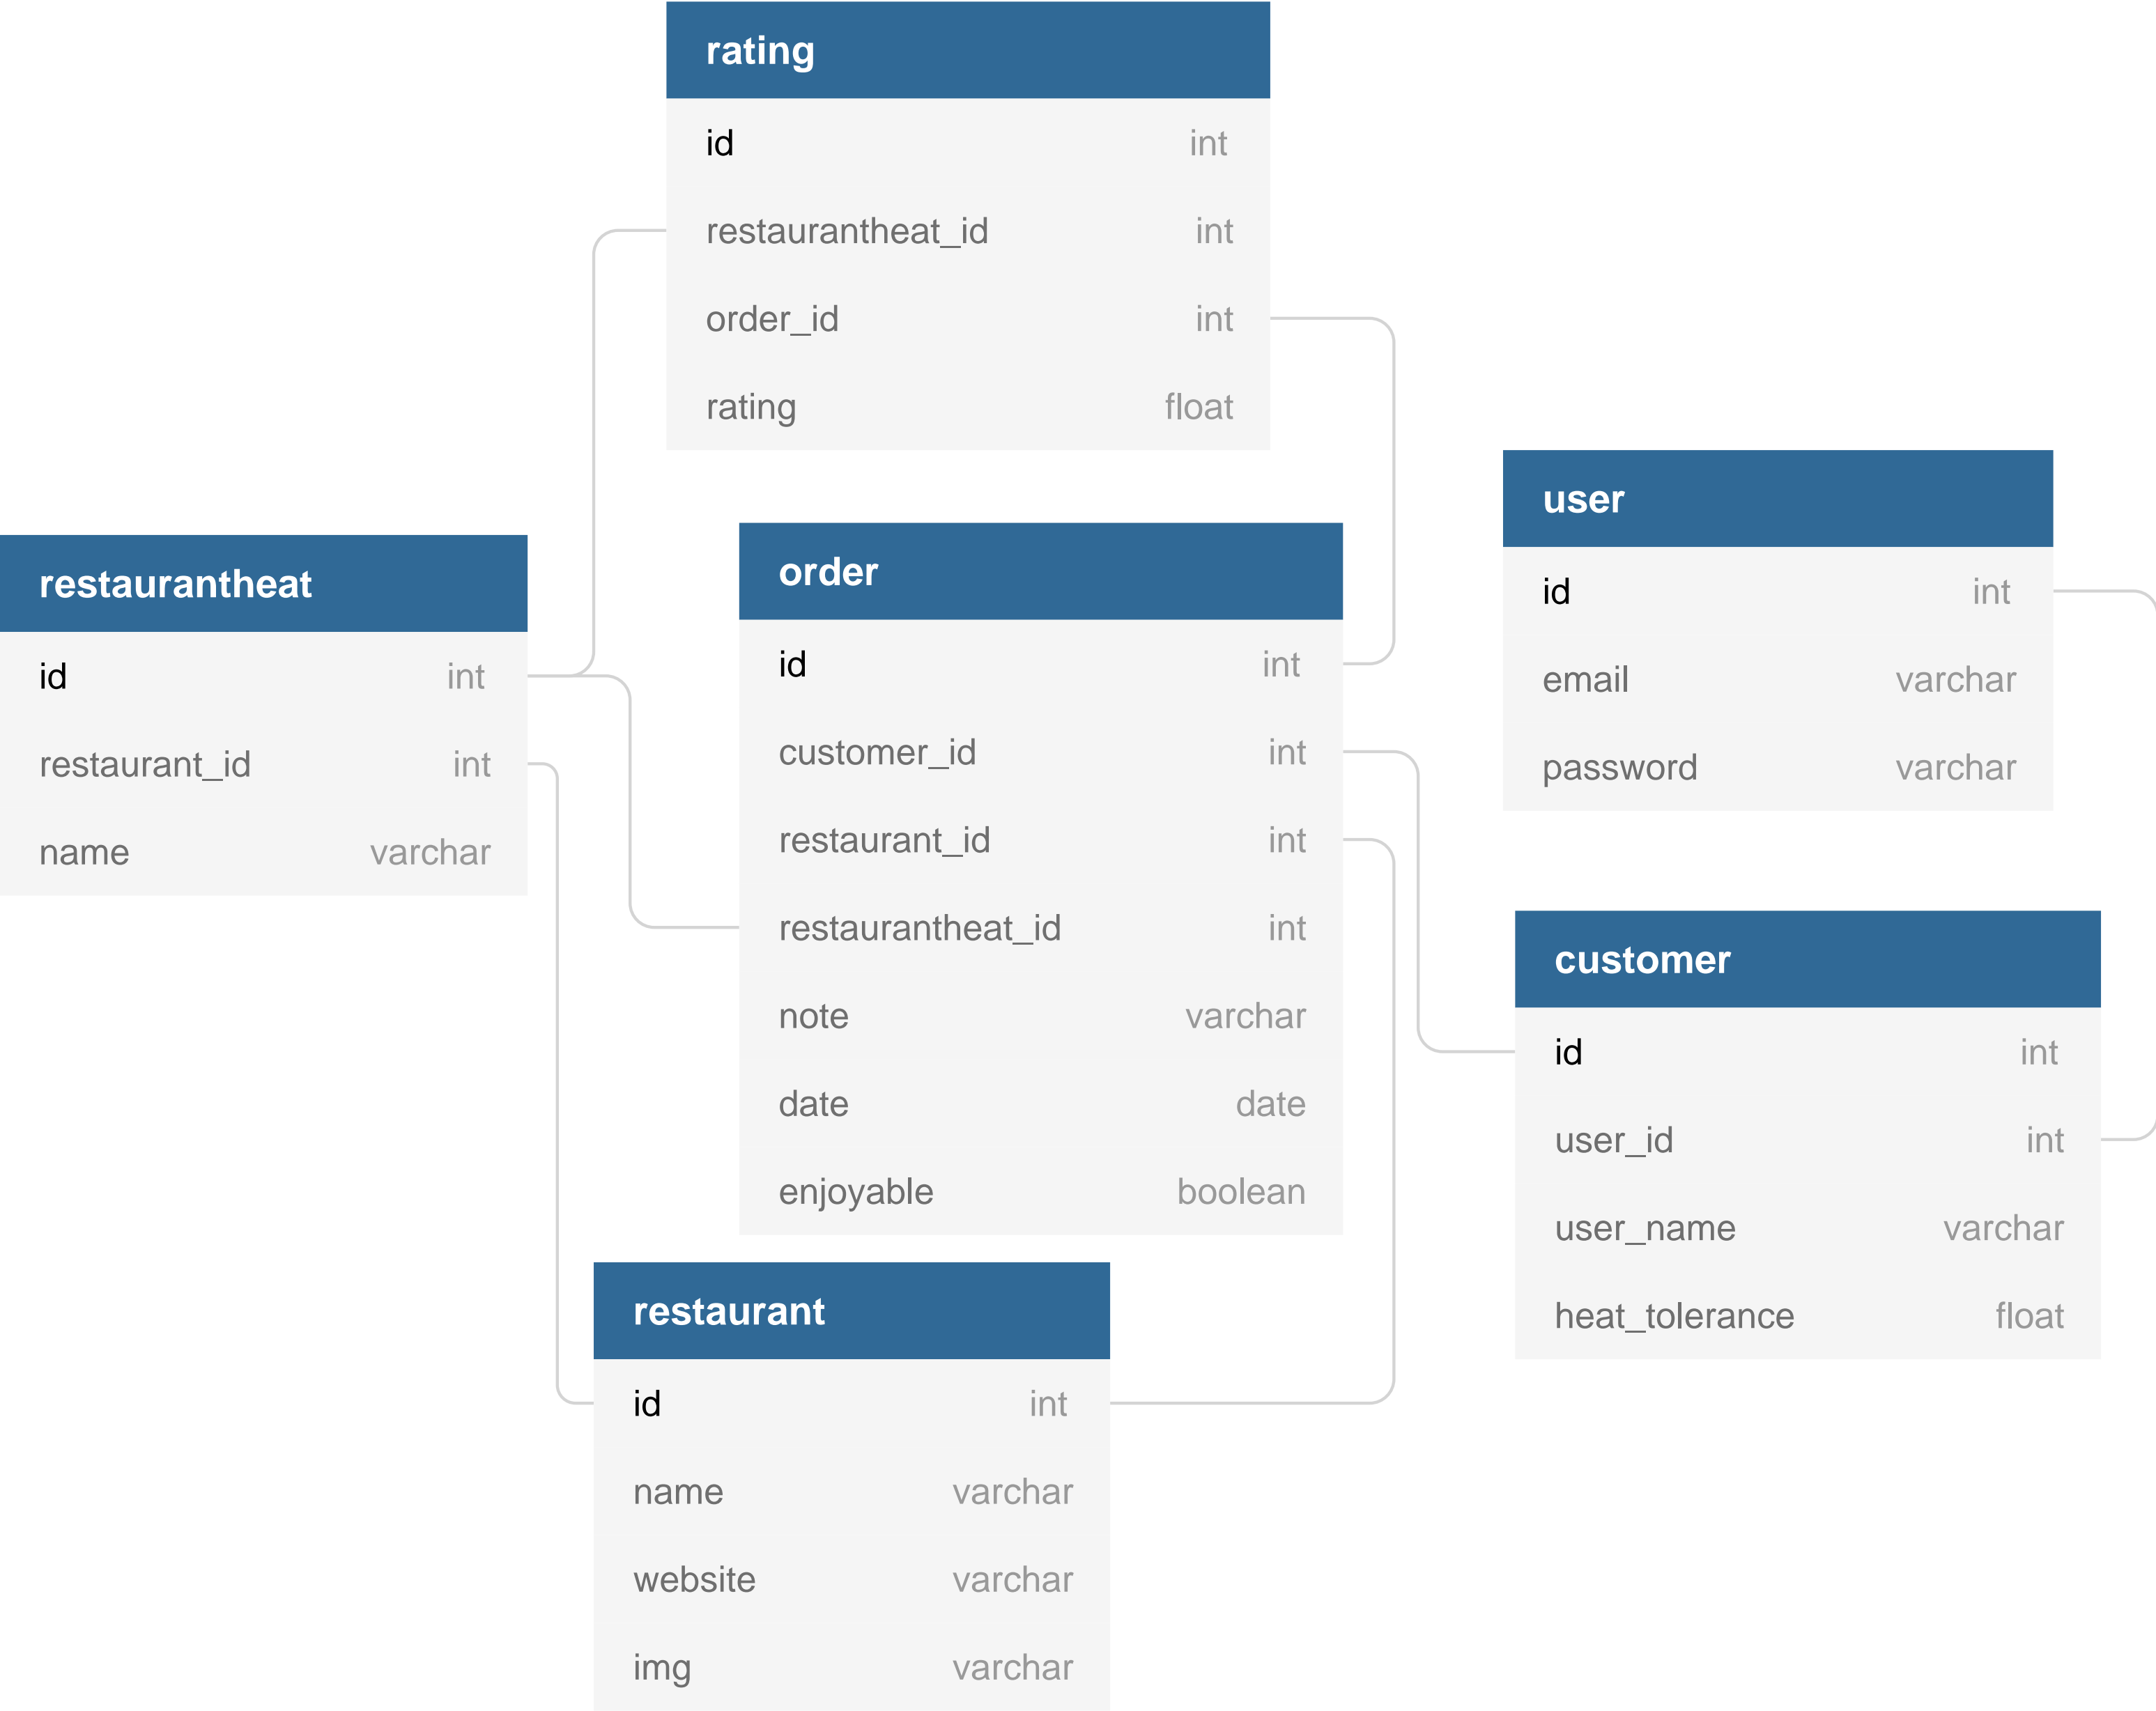 rating
id int
restaurantheat_id int
order_id int
rating float
restaurantheat
id int
restaurant_id int
name varchar
order
id int
customer_id int
restaurant_id int
restaurantheat_id int
note varchar
date date
enjoyable boolean
user
id int
email varchar
password varchar
customer
id int
user_id int
user_name varchar
heat_tolerance float
restaurant
id int
name varchar
website varchar
img varchar